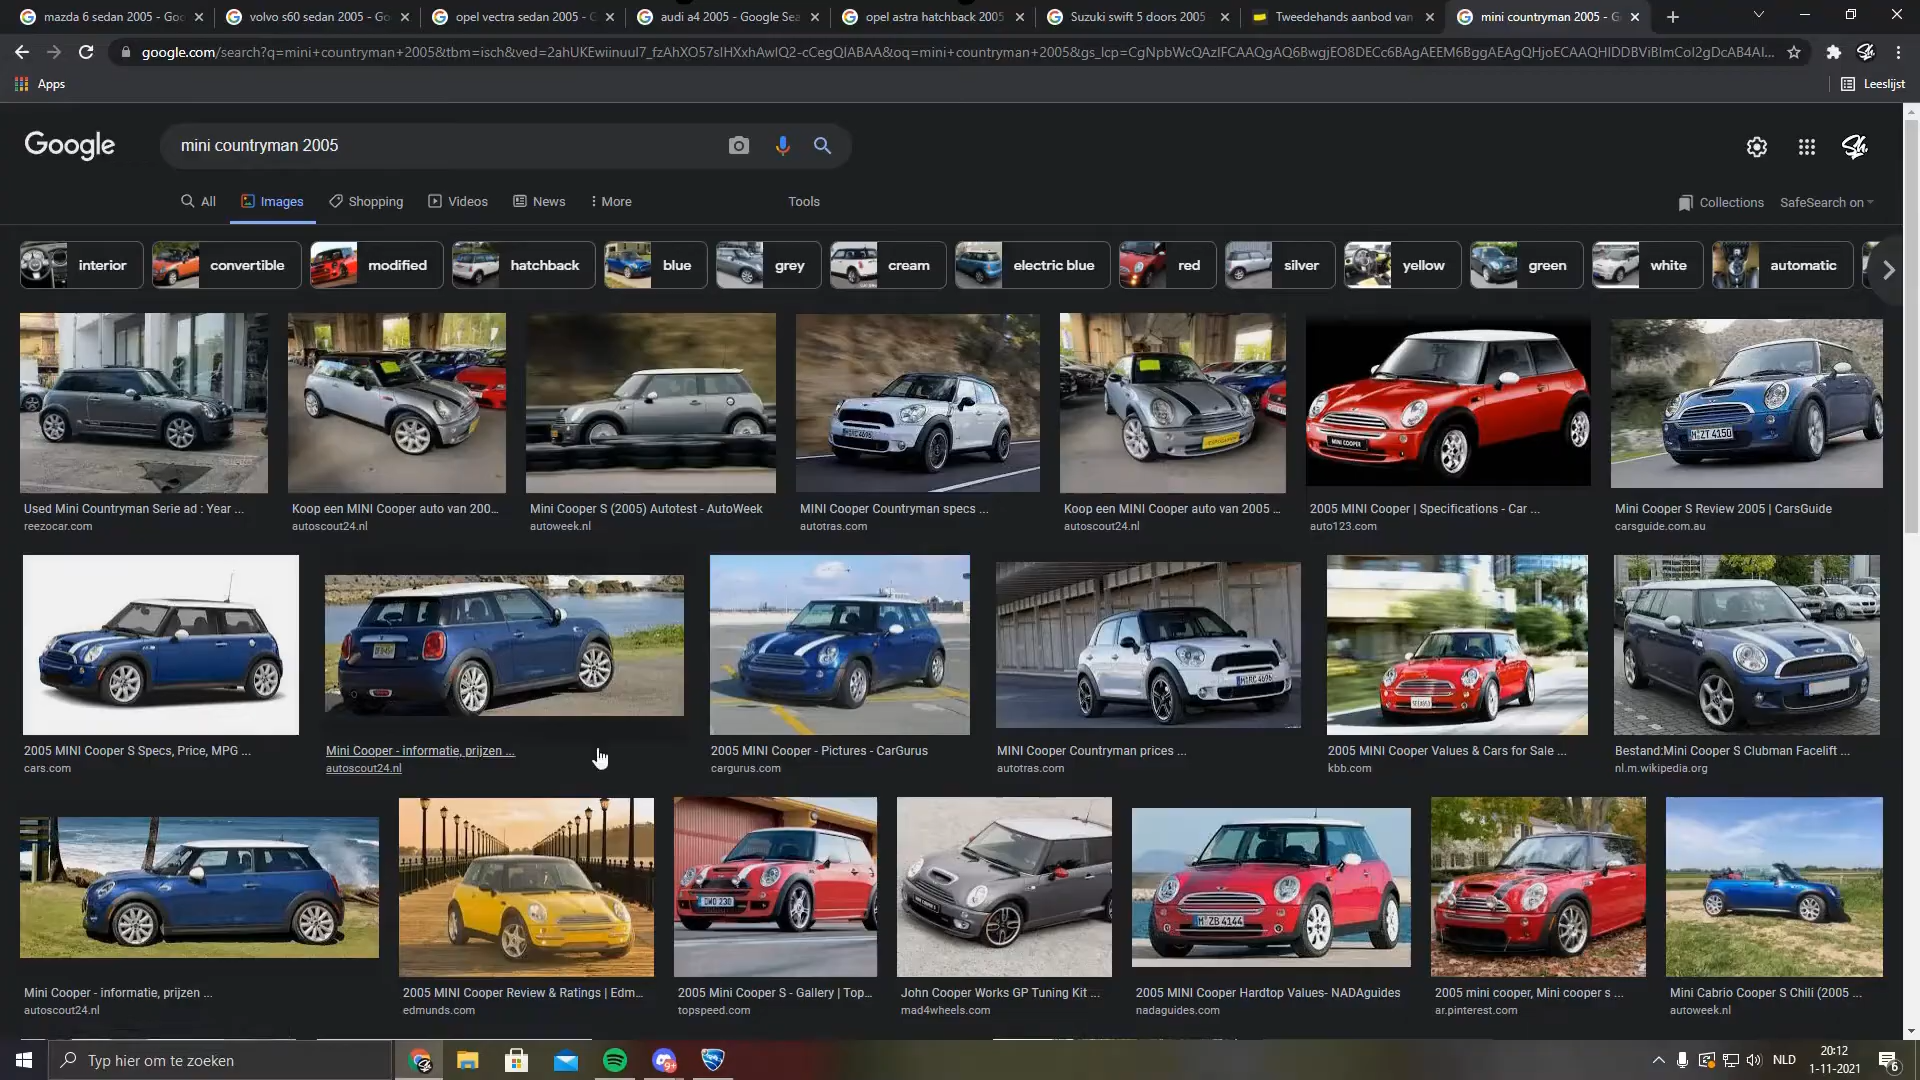 mazda 6 sedan 2005 - Goo
volvo s60 sedan 2005 - Go
opel vectra sedan 2005 - G
audi a4 2005 - Google Sea
opel astra hatchback 2005
Suzuki swift 5 doors 2005
Tweedehands aanbod van
mini countryman 2005 - G
Apps
Leeslijst
Google
mini countryman 2005
All
Images
Shopping
Videos
News
More
Tools
Collections
SafeSearch on
interior
convertible
modified
hatchback
blue
grey
cream
electric blue
red
silver
yellow
green
white
automatic
Used Mini Countryman Serie ad : Year ...
reezocar.com
Koop een MINI Cooper auto van 200...
autoscout24.nl
Mini Cooper S (2005) Autotest - AutoWeek
autoweek.nl
MINI Cooper Countryman specs ...
autotras.com
Koop een MINI Cooper auto van 2005 ...
autoscout24.nl
2005 MINI Cooper | Specifications - Car ...
auto123.com
Mini Cooper S Review 2005 | CarsGuide
carsguide.com.au
2005 MINI Cooper S Specs, Price, MPG ...
cars.com
Mini Cooper - informatie, prijzen ...
autoscout24.nl
2005 MINI Cooper - Pictures - CarGurus
cargurus.com
MINI Cooper Countryman prices ...
autotras.com
2005 MINI Cooper Values & Cars for Sale ...
kbb.com
Bestand:Mini Cooper S Clubman Facelift ...
nl.m.wikipedia.org
Mini Cooper - informatie, prijzen ...
autoscout24.nl
2005 MINI Cooper Review & Ratings | Edm...
edmunds.com
2005 Mini Cooper S - Gallery | Top...
topspeed.com
John Cooper Works GP Tuning Kit ...
mad4wheels.com
2005 MINI Cooper Hardtop Values- NADAguides
nadaguides.com
2005 mini cooper, Mini cooper s ...
ar.pinterest.com
Mini Cabrio Cooper S Chili (2005 ...
autoweek.nl
Typ hier om te zoeken
NLD
20:12
1-11-2021
6